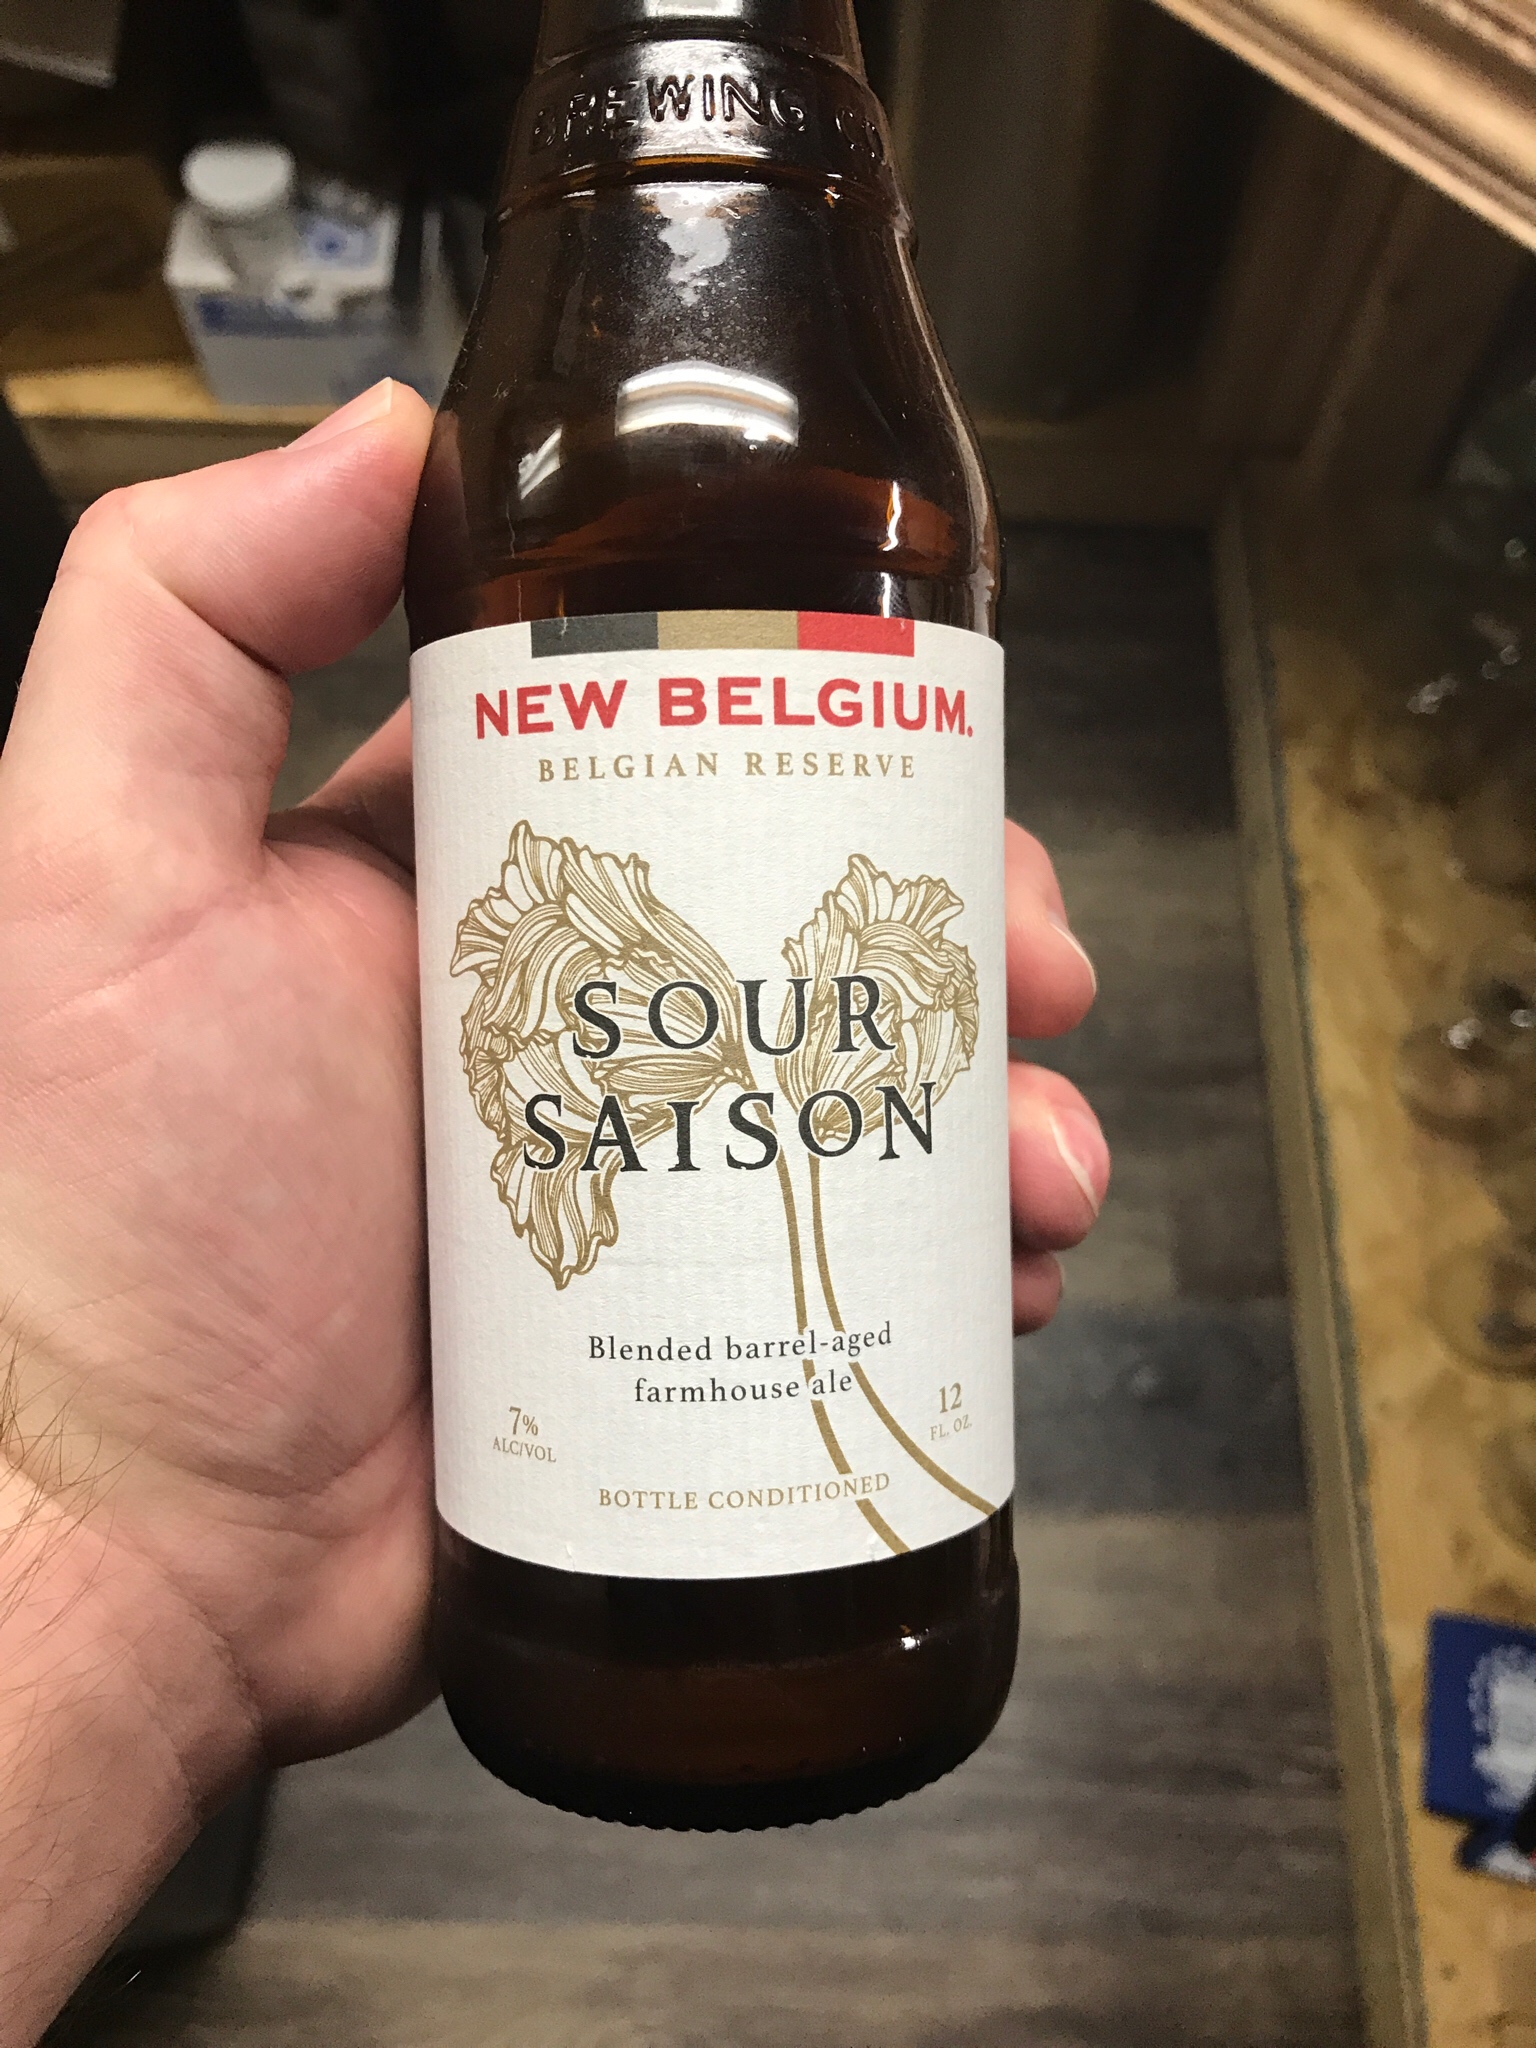 BREWING CO
NEW BELGIUM.
BELGIAN RESERVE
SOUR
SAISON
Blended barrel-aged
farmhouse ale
7%
ALC/VOL
12
FL. OZ.
BOTTLE CONDITIONED